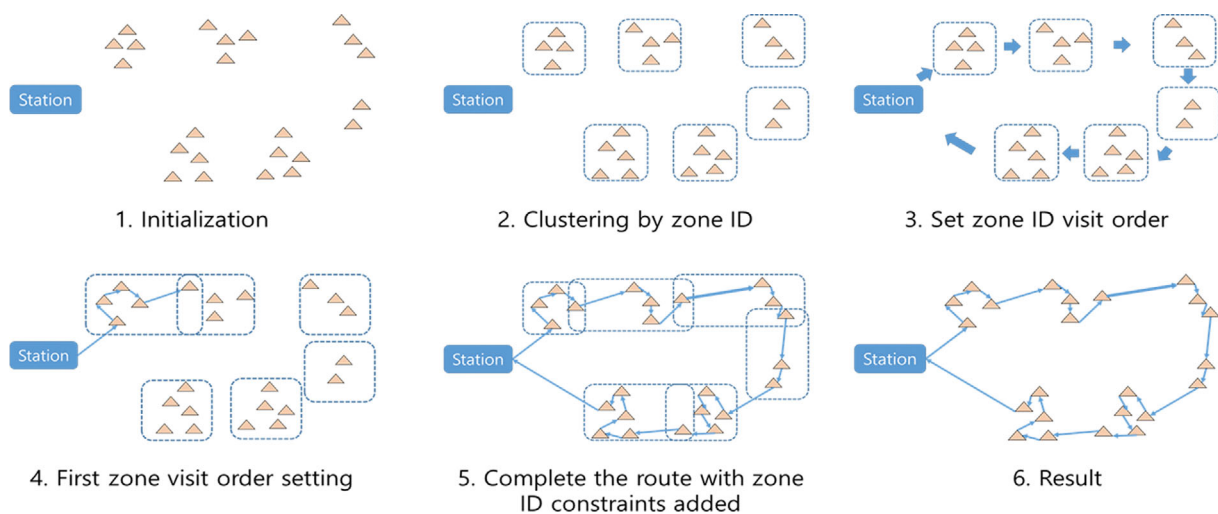 Station
1. Initialization
Station
2. Clustering by zone ID
Station
3. Set zone ID visit order
Station
4. First zone visit order setting
Station
5. Complete the route with zone
ID constraints added
Station
6. Result